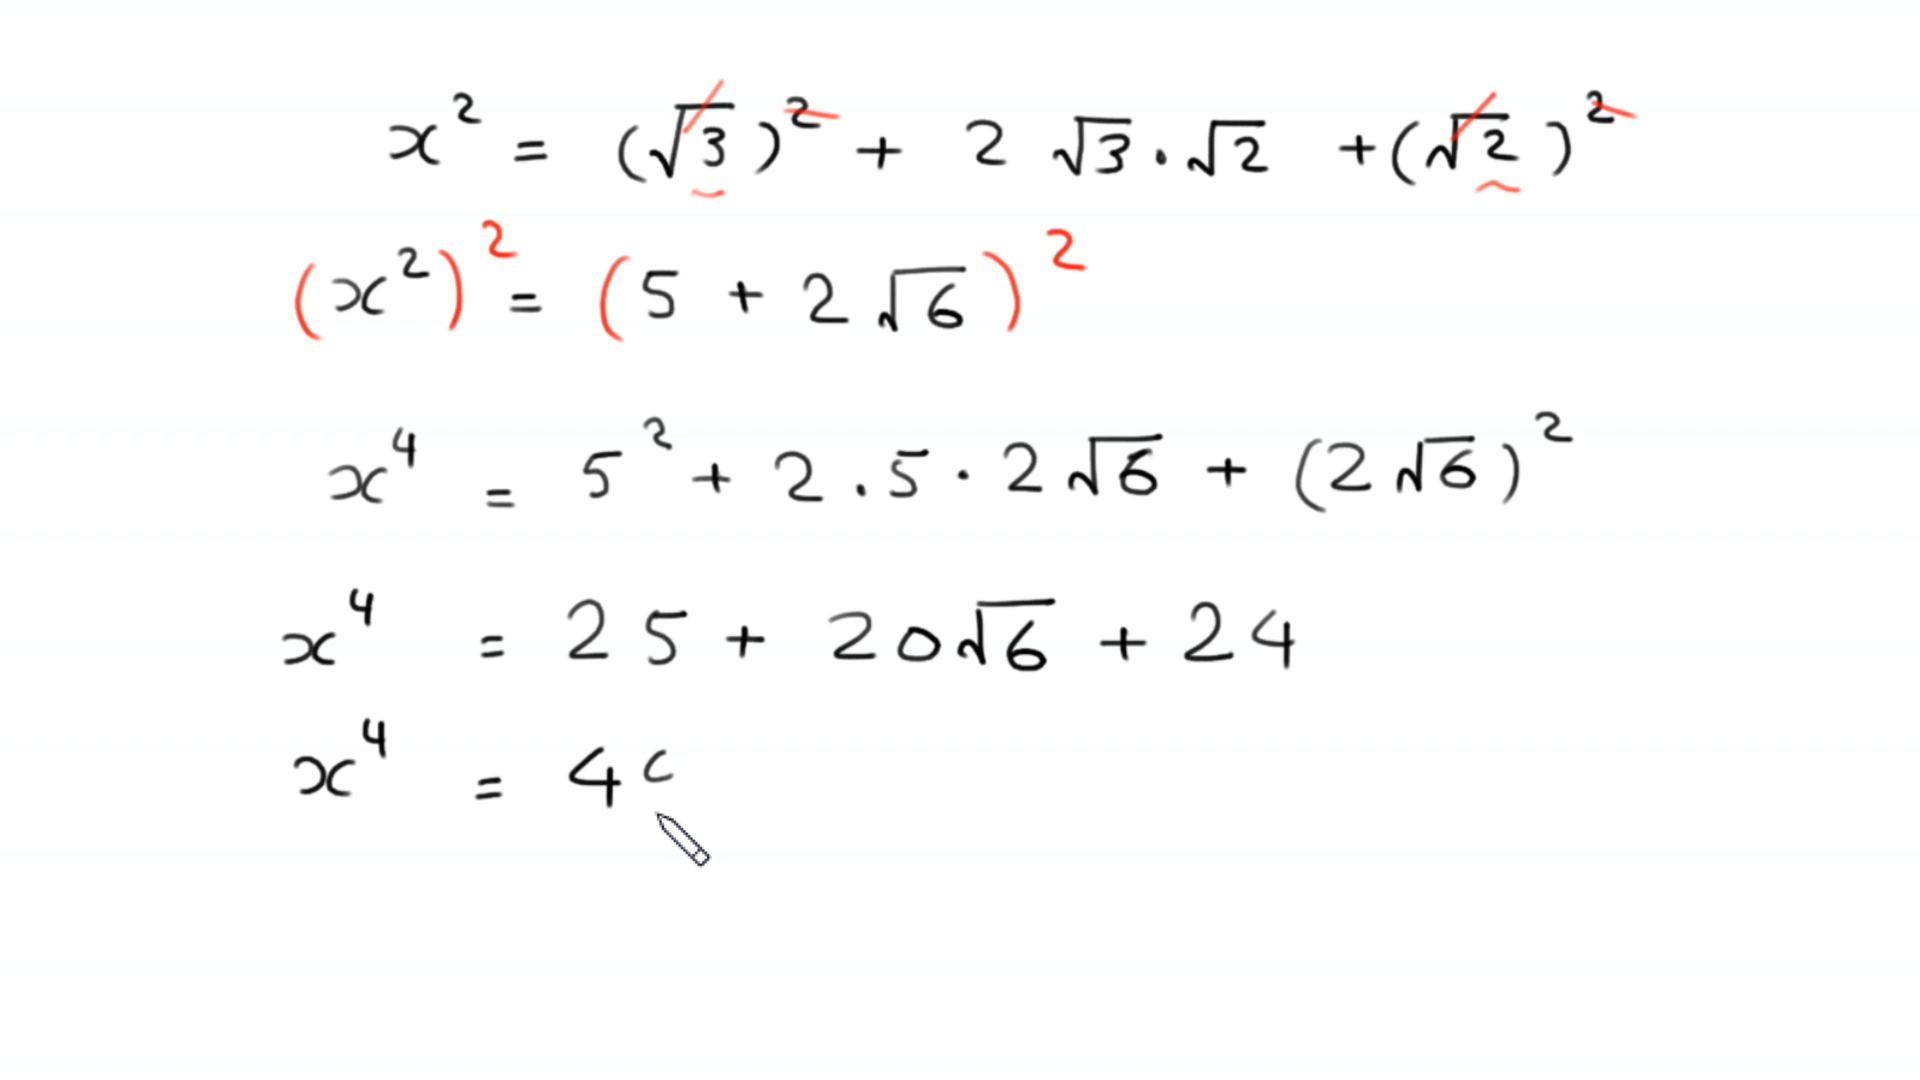 x² = (√3)² + 2 √3 · √2 + (√2)²
(x²)² = (5 + 2√6)²
x⁴ = 5² + 2 . 5 · 2√6 + (2√6)²
x⁴ = 25 + 20√6 + 24
x⁴ = 4